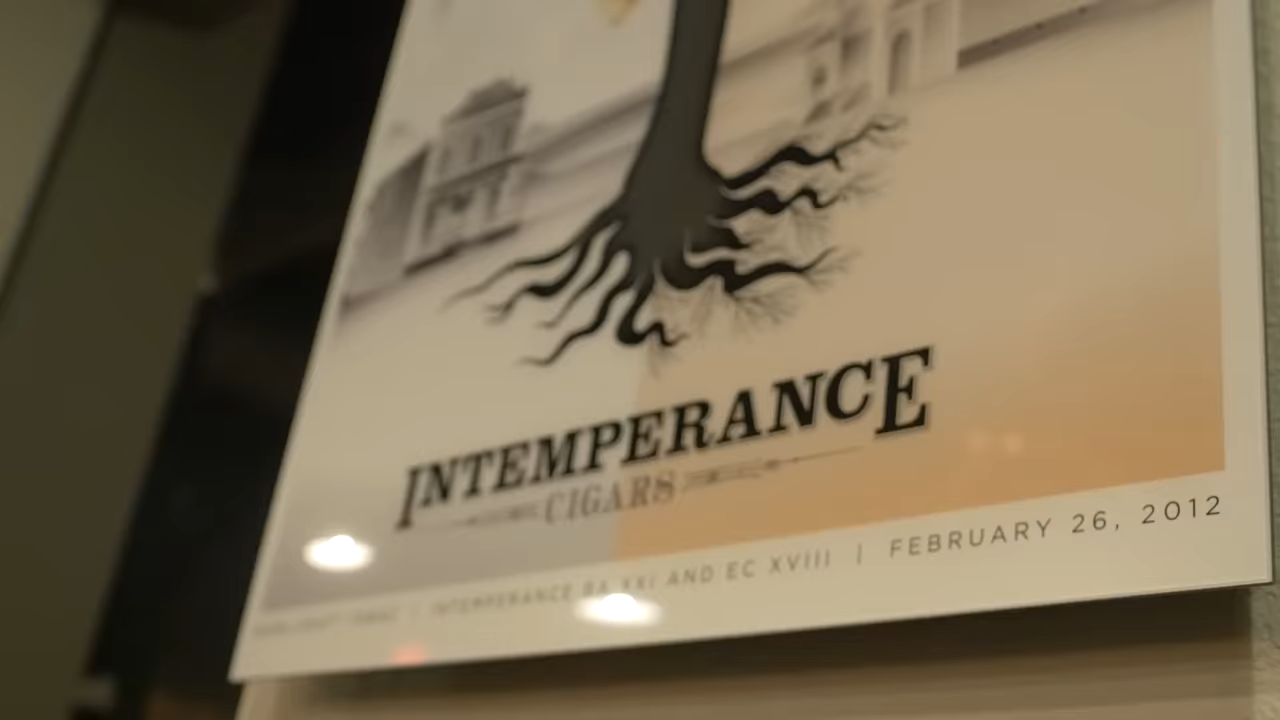 INTEMPERANCE
CIGARS
INTEMPERANCE BA XXI AND EC XVIII | FEBRUARY 26, 2012